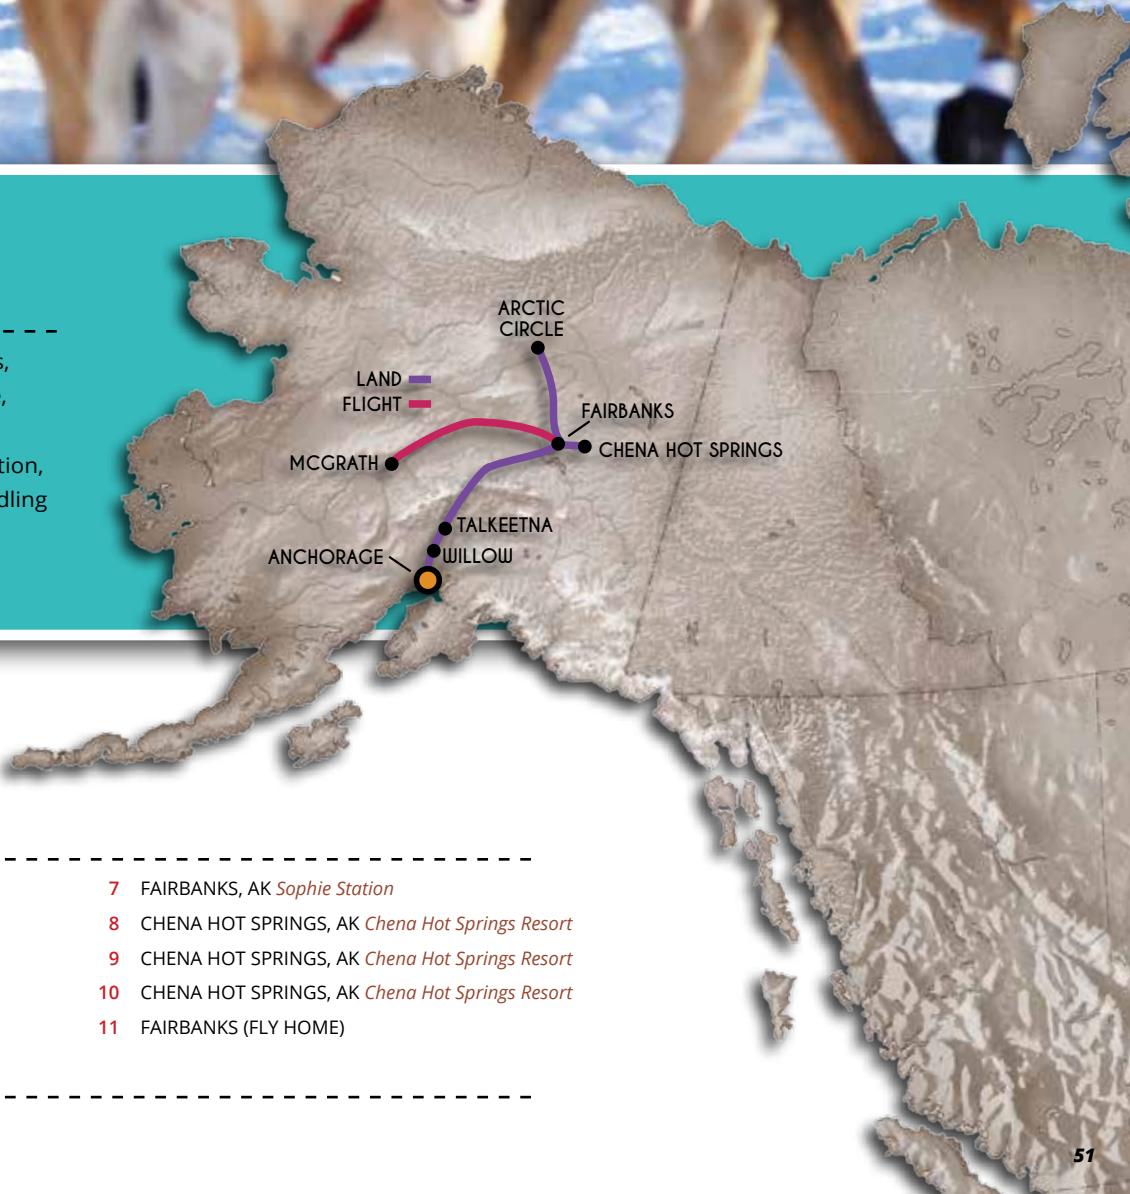 ARCTIC
CIRCLE
s,
LAND
FLIGHT
FAIRBANKS
CHENA HOT SPRINGS
MCGRATH
tion,
dling
TALKEETNA
ANCHORAGE
WILLOW
7 FAIRBANKS, AK Sophie Station
8 CHENA HOT SPRINGS, AK Chena Hot Springs Resort
9 CHENA HOT SPRINGS, AK Chena Hot Springs Resort
10 CHENA HOT SPRINGS, AK Chena Hot Springs Resort
11 FAIRBANKS (FLY HOME)
51